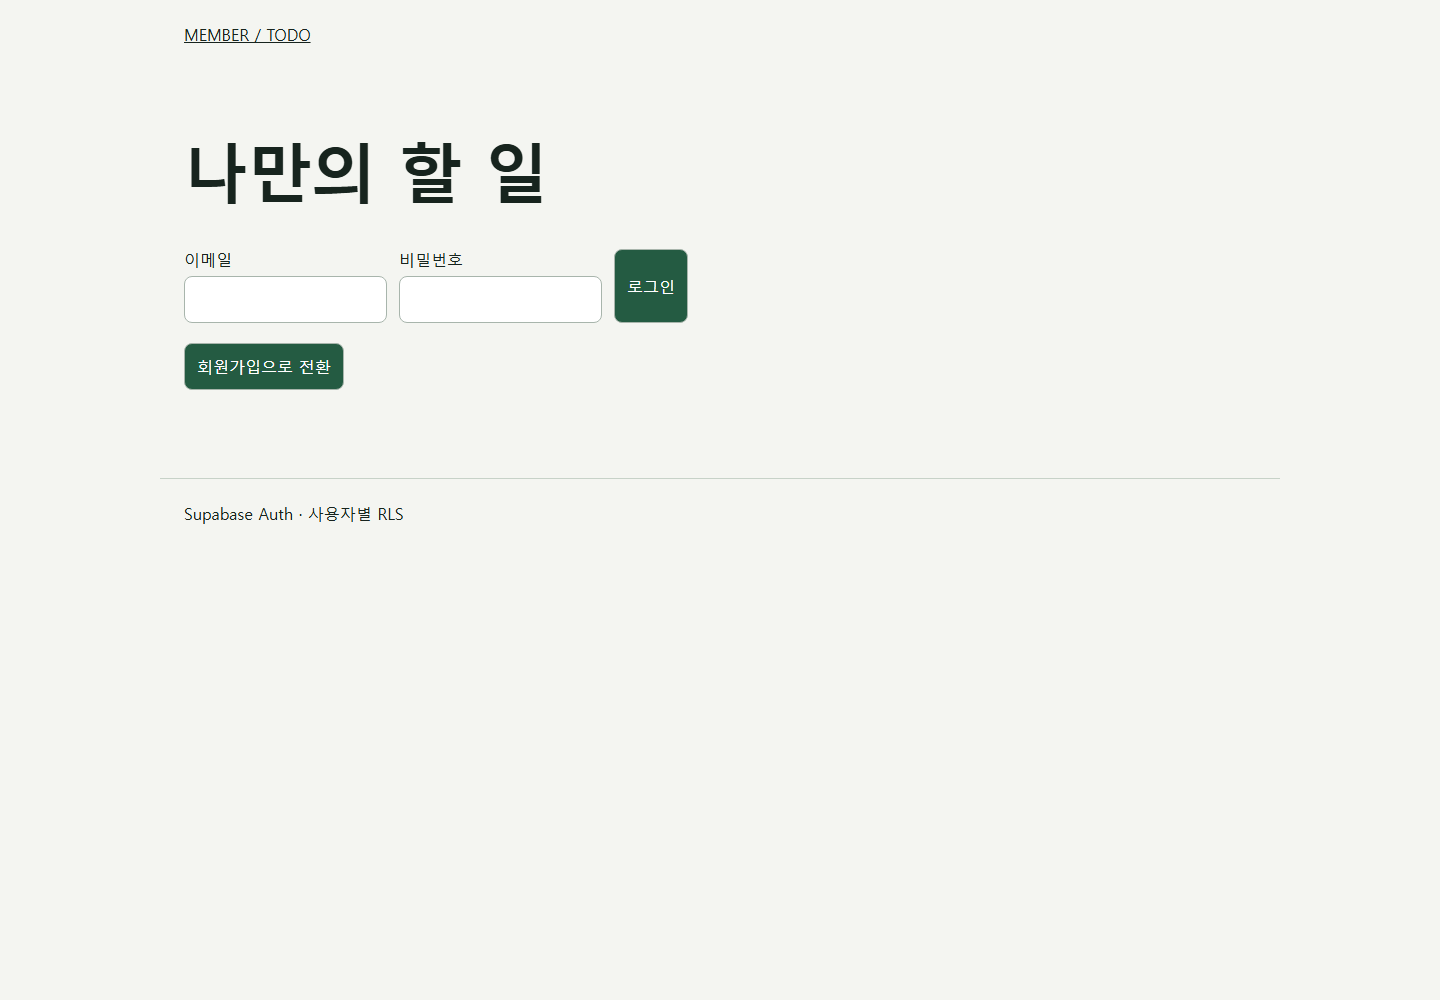 MEMBER / TODO
나만의 할 일
이메일
비밀번호
로그인
회원가입으로 전환
Supabase Auth · 사용자별 RLS